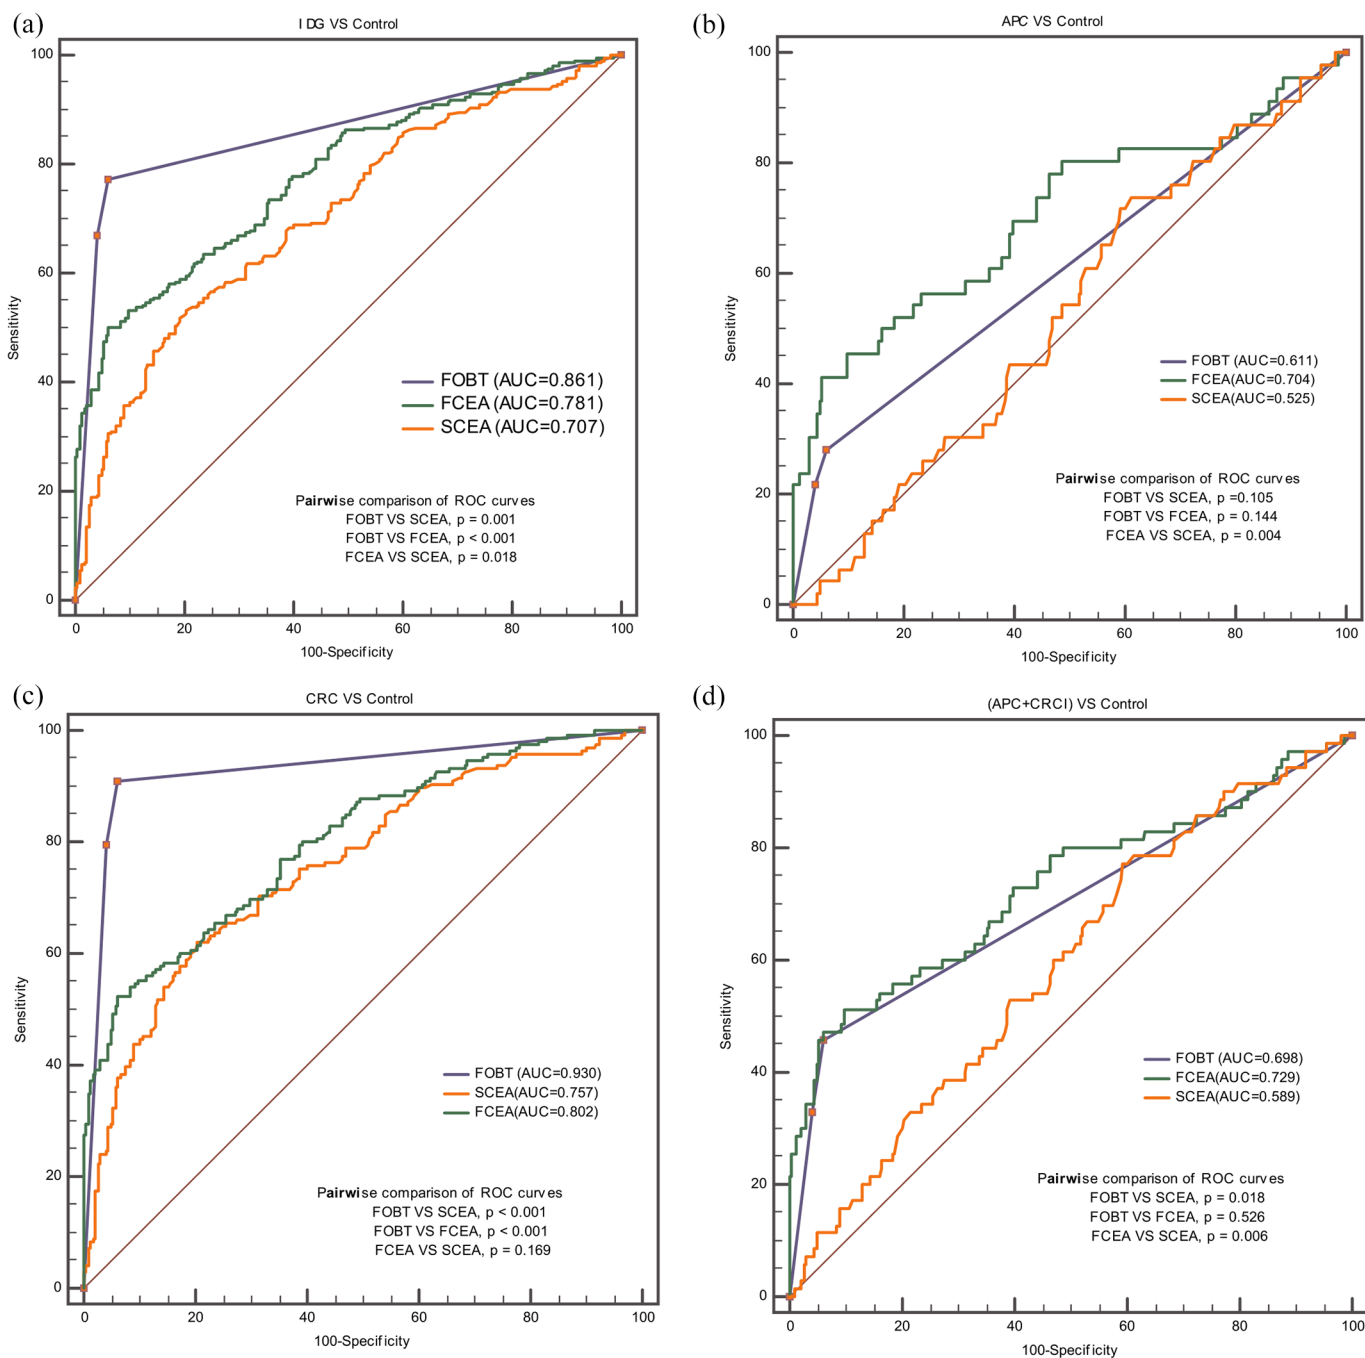 (a)
IDG VS Control
100
80
60
40
20
0
Sensitivity
FOBT (AUC=0.861)
FCEA (AUC=0.781)
SCEA (AUC=0.707)
Pairwise comparison of ROC curves
FOBT VS SCEA, p = 0.001
FOBT VS FCEA, p < 0.001
FCEA VS SCEA, p = 0.018
0 20 40 60 80 100
100-Specificity
(b)
APC VS Control
100
80
60
40
20
0
Sensitivity
FOBT (AUC=0.611)
FCEA(AUC=0.704)
SCEA(AUC=0.525)
Pairwise comparison of ROC curves
FOBT VS SCEA, p =0.105
FOBT VS FCEA, p = 0.144
FCEA VS SCEA, p = 0.004
0 20 40 60 80 100
100-Specificity
(c)
CRC VS Control
100
80
60
40
20
0
Sensitivity
FOBT (AUC=0.930)
SCEA(AUC=0.757)
FCEA(AUC=0.802)
Pairwise comparison of ROC curves
FOBT VS SCEA, p < 0.001
FOBT VS FCEA, p < 0.001
FCEA VS SCEA, p = 0.169
0 20 40 60 80 100
100-Specificity
(d)
(APC+CRCI) VS Control
100
80
60
40
20
0
Sensitivity
FOBT (AUC=0.698)
FCEA(AUC=0.729)
SCEA(AUC=0.589)
Pairwise comparison of ROC curves
FOBT VS SCEA, p = 0.018
FOBT VS FCEA, p = 0.526
FCEA VS SCEA, p = 0.006
0 20 40 60 80 100
100-Specificity